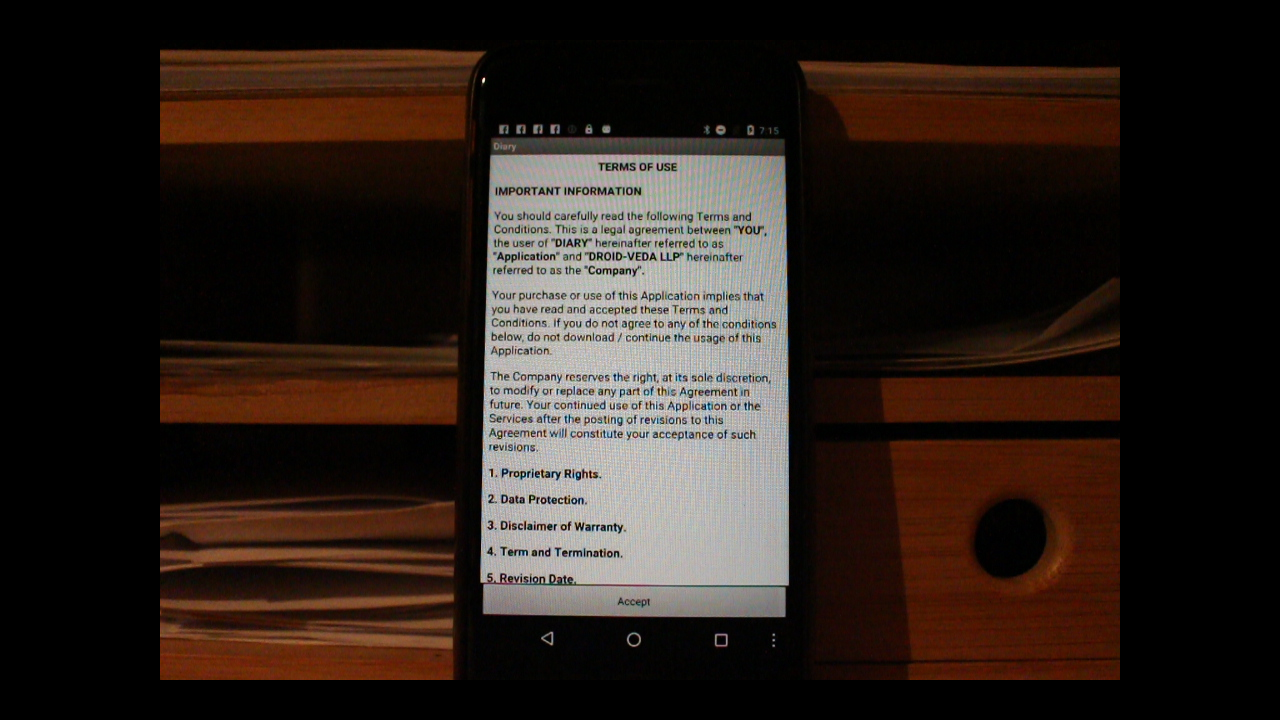 7:15
Diary
TERMS OF USE
IMPORTANT INFORMATION
You should carefully read the following Terms and
Conditions. This is a legal agreement between "YOU",
the user of "DIARY" hereinafter referred to as
"Application" and "DROID-VEDA LLP" hereinafter
referred to as the "Company".
Your purchase or use of this Application implies that
you have read and accepted these Terms and
Conditions. If you do not agree to any of the conditions
below, do not download / continue the usage of this
Application.
The Company reserves the right, at its sole discretion,
to modify or replace any part of this Agreement in
future. Your continued use of this Application or the
Services after the posting of revisions to this
Agreement will constitute your acceptance of such
revisions.
1. Proprietary Rights.
2. Data Protection.
3. Disclaimer of Warranty.
4. Term and Termination.
5. Revision Date.
Accept